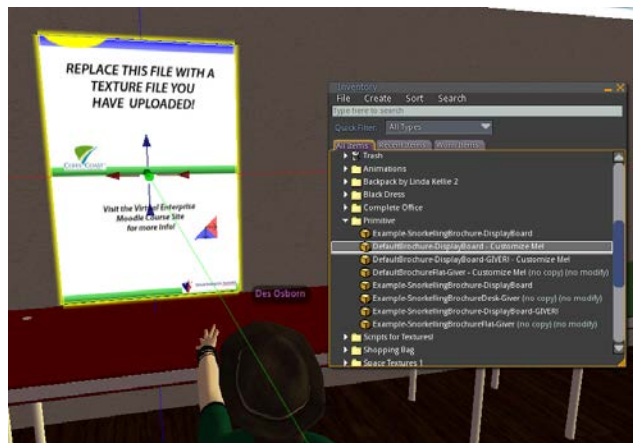 REPLACE THIS FILE WITH A
TEXTURE FILE YOU
HAVE UPLOADED!
COFFS COAST
Visit the Virtual Enterprise
Moodle Course Site
for more Info!
Des Osborn
Inventory
File Create Sort Search
Type here to search
Quick Filter: All Types
All Items Recent Items Worn Items
Trash
Animations
Backpack by Linda Kellie 2
Black Dress
Complete Office
Primitive
Example-SnorkellingBrochure-DisplayBoard
DefaultBrochure-DisplayBoard - Customize Me!
DefaultBrochure-DisplayBoard-GIVER! - Customize Me!
DefaultBrochureFlat-Giver - Customize Me! (no copy) (no modify)
Example-SnorkellingBrochure-DisplayBoard
Example-SnorkellingBrochureDesk-Giver (no copy) (no modify)
Example-SnorkellingBrochure-DisplayBoard-GIVER!
Example-SnorkellingBrochureFlat-Giver (no copy) (no modify)
Scripts for Textures!
Shopping Bag
Space Textures 1